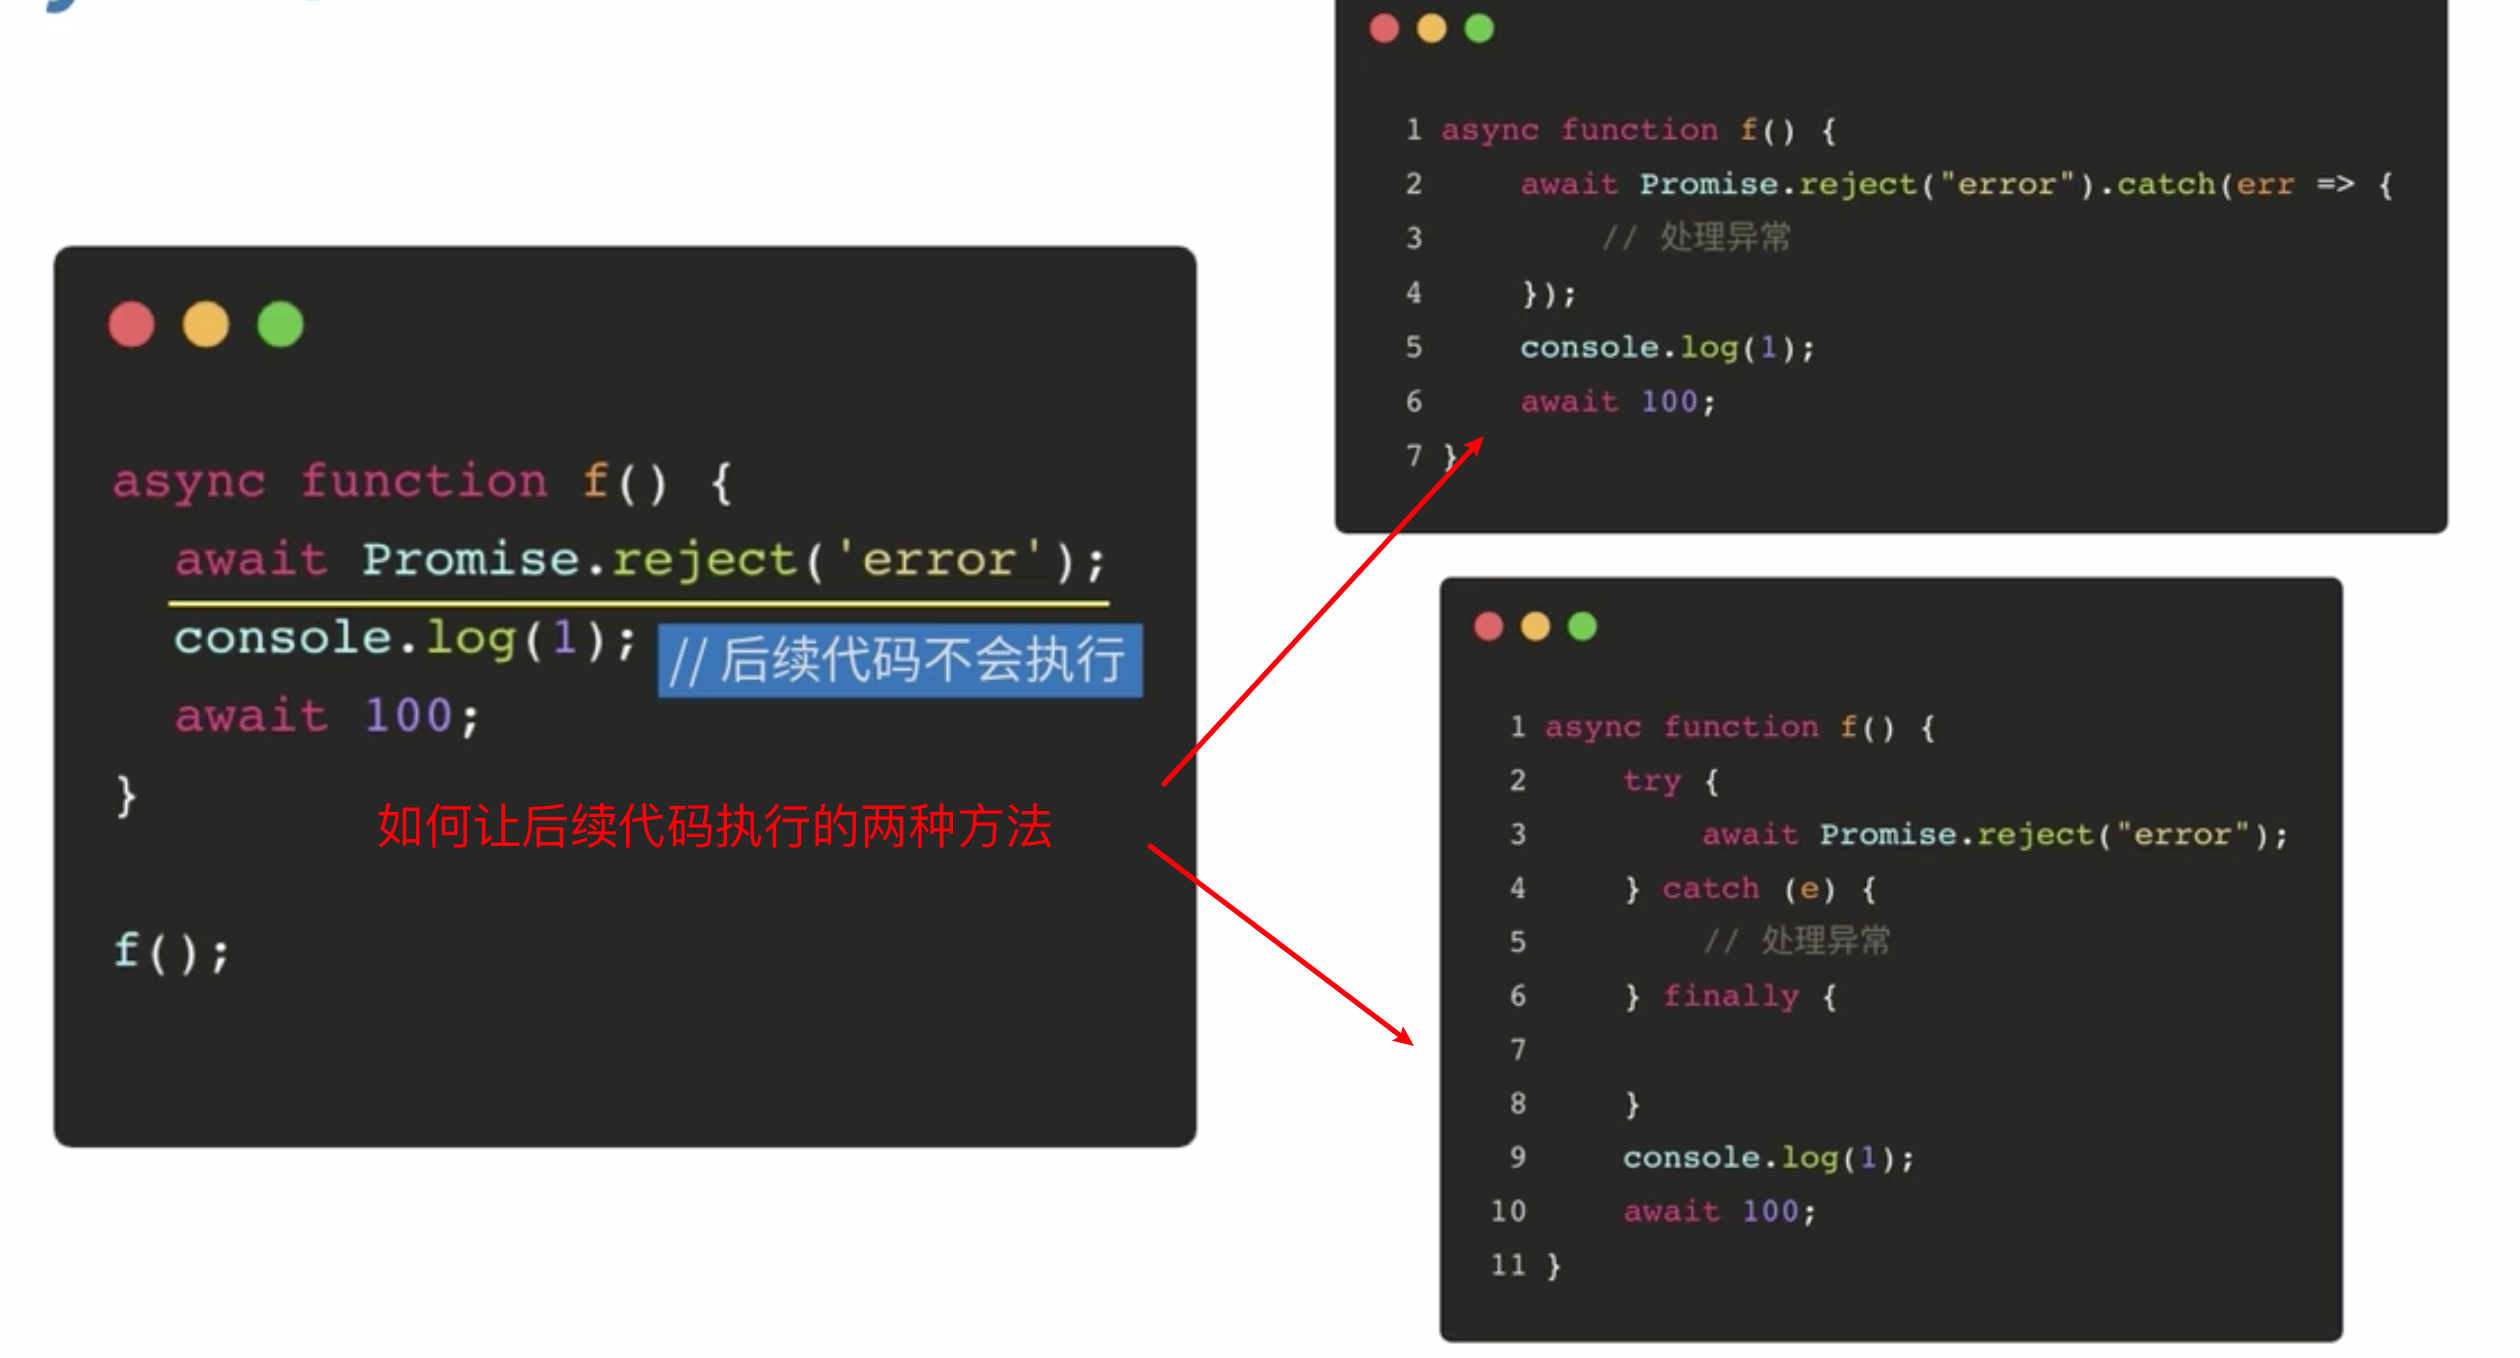 async function f() {
await Promise.reject('error');
console.log(1); // 后续代码不会执行
await 100;
}
如何让后续代码执行的两种方法
f();
1 async function f() {
2 await Promise.reject("error").catch(err => {
3 // 处理异常
4 });
5 console.log(1);
6 await 100;
7 }
1 async function f() {
2 try {
3 await Promise.reject("error");
4 } catch (e) {
5 // 处理异常
6 } finally {
7
8 }
9 console.log(1);
10 await 100;
11 }